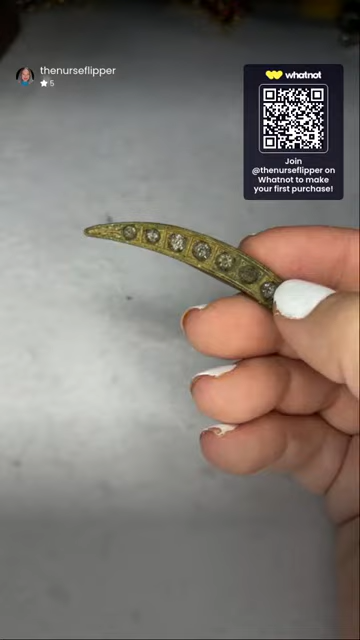 thenurseflipper
★5
whatnot
Join
@thenurseflipper on
Whatnot to make
your first purchase!